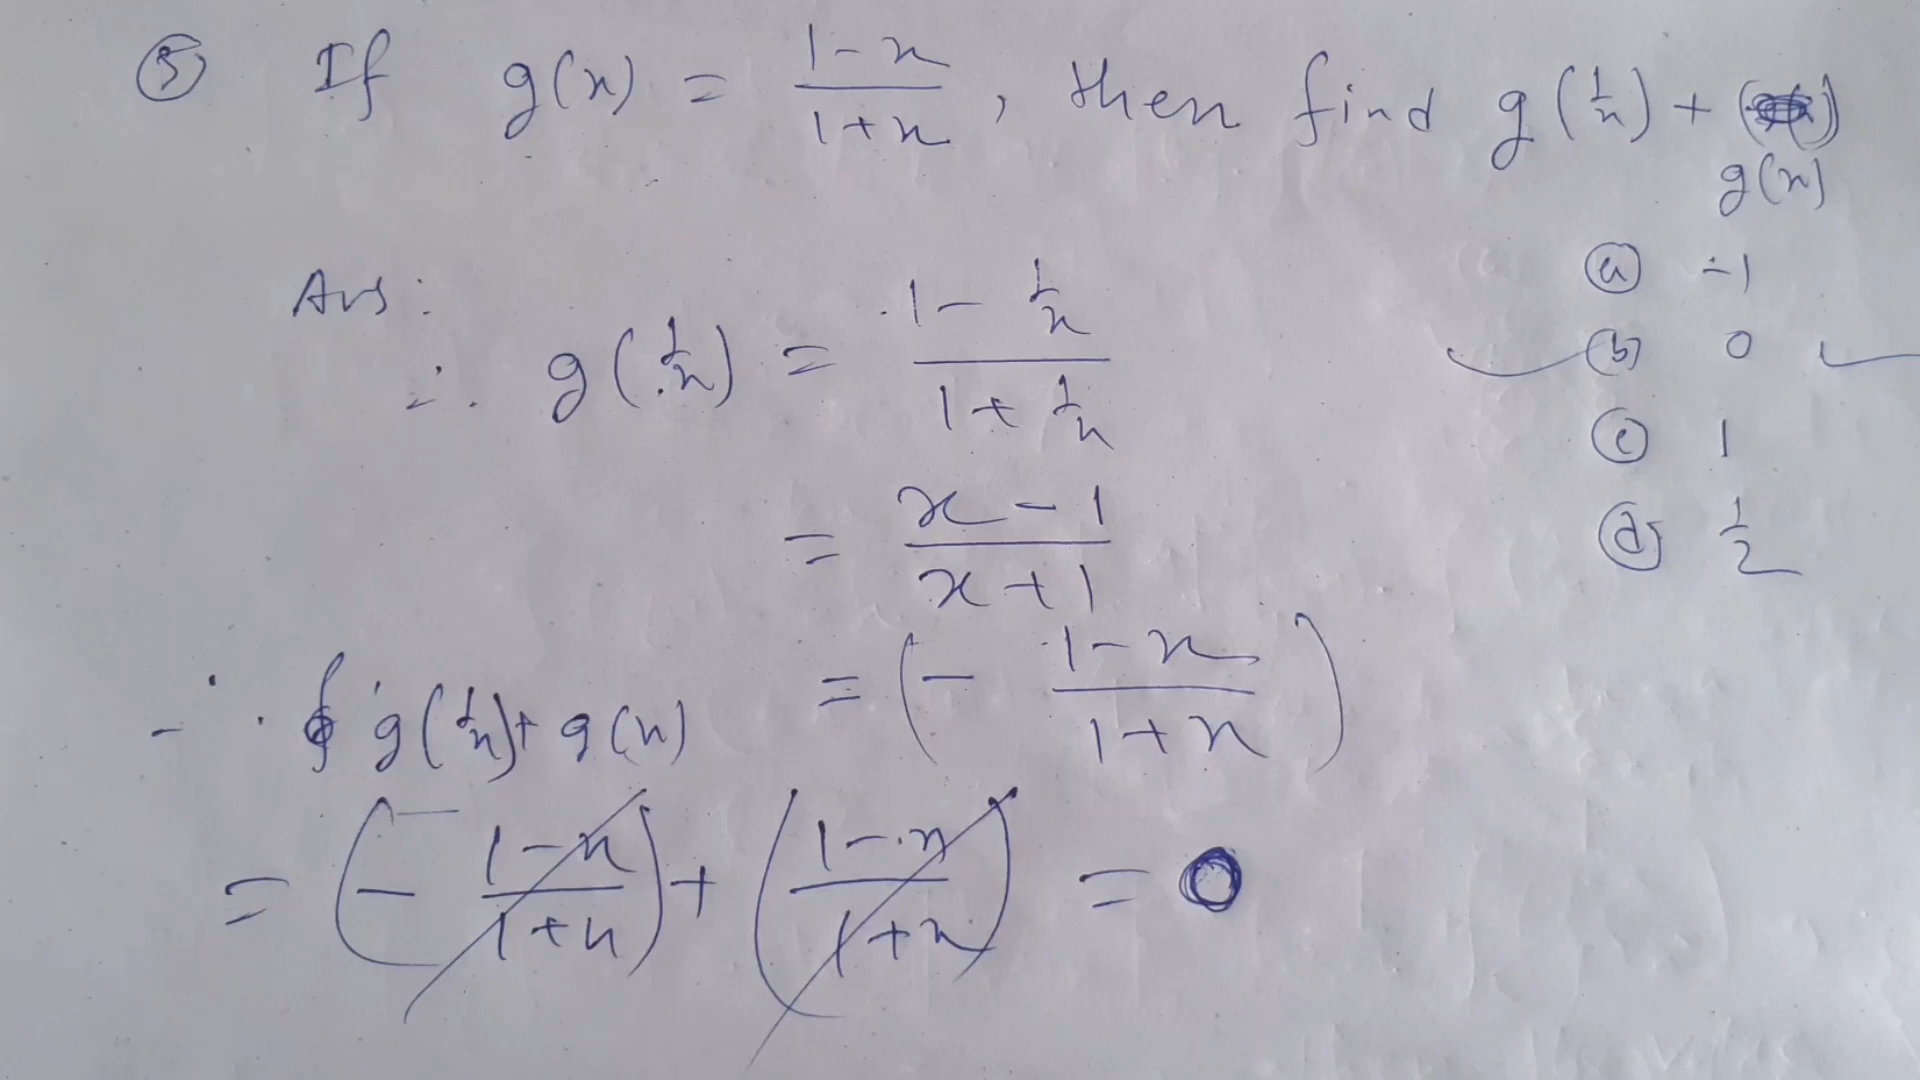 ⑤ If g(x) = (1-x)/(1+x), then find g(1/x) +
g(x)
ⓐ -1
ⓑ 0
ⓒ 1
ⓓ 1/2
Ans:
∴ g(1/x) = (1 - 1/x)/(1 + 1/x)
= (x-1)/(x+1)
= (- (1-x)/(1+x))
∴ g(1/x) + g(x)
= (- (1-x)/(1+x)) + ((1-x)/(1+x)) = 0